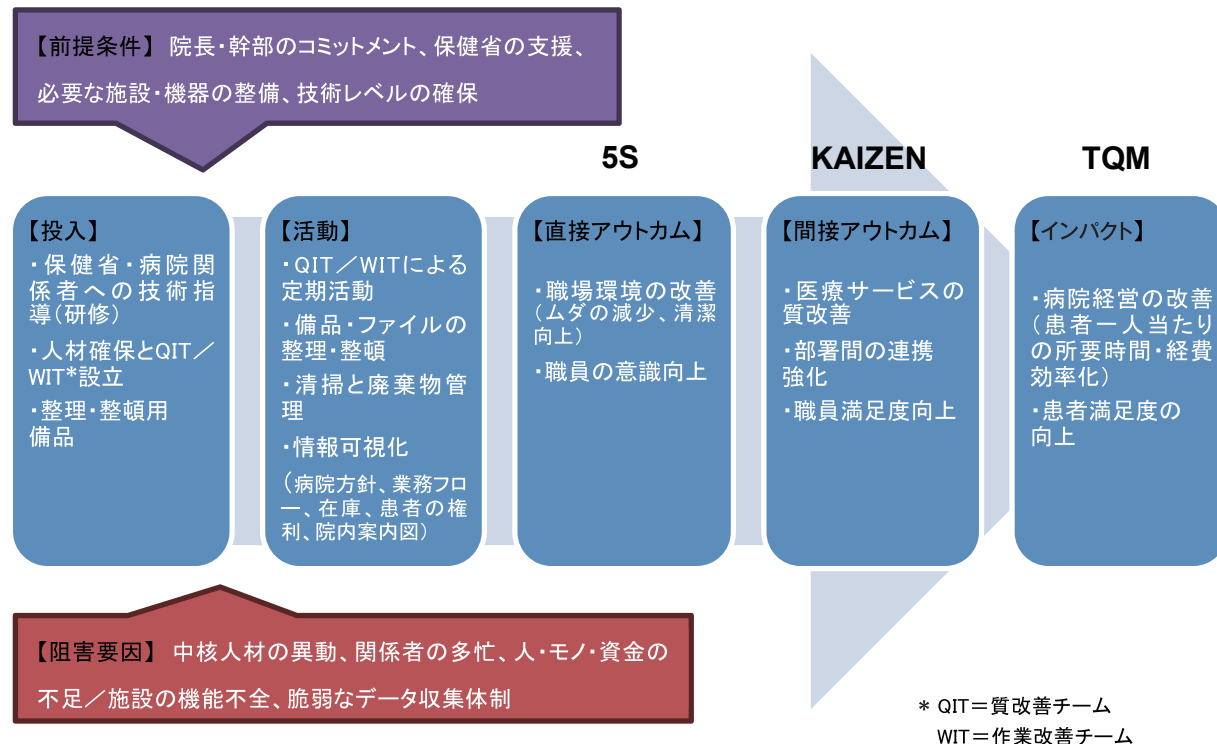 【前提条件】 院長・幹部のコミットメント、保健省の支援、
必要な施設・機器の整備、技術レベルの確保
5S
KAIZEN
TQM
【投入】
・保健省・病院関
係者への技術指
導(研修)
・人材確保とQIT／
WIT*設立
・整理・整頓用
備品
【活動】
・QIT／WITによる
定期活動
・備品・ファイルの
整理・整頓
・清掃と廃棄物管
理
・情報可視化
（病院方針、業務フロ
ー、在庫、患者の権
利、院内案内図）
【直接アウトカム】
・職場環境の改善
（ムダの減少、清潔
向上）
・職員の意識向上
【間接アウトカム】
・医療サービスの
質改善
・部署間の連携
強化
・職員満足度向上
【インパクト】
・病院経営の改善
（患者一人当たり
の所要時間・経費
効率化）
・患者満足度の
向上
【阻害要因】 中核人材の異動、関係者の多忙、人・モノ・資金の
不足／施設の機能不全、脆弱なデータ収集体制
* QIT＝質改善チーム
WIT＝作業改善チーム